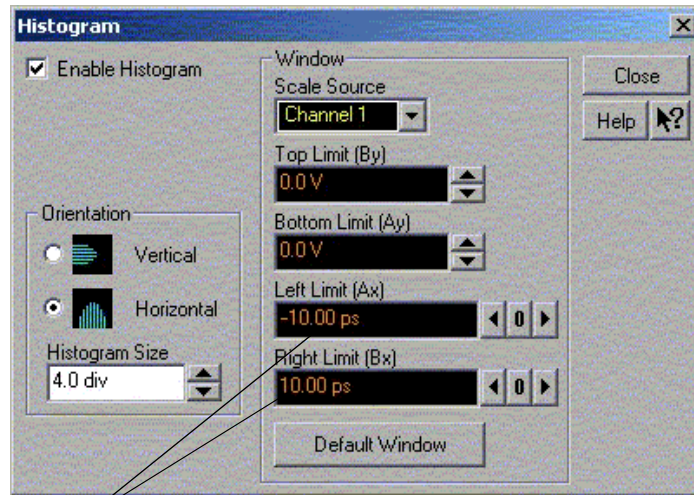 Histogram
Enable Histogram
Orientation
Vertical
Horizontal
Histogram Size
4.0 div
Window
Scale Source
Channel 1
Top Limit (By)
0.0 V
Bottom Limit (Ay)
0.0 V
Left Limit (Ax)
-10.00 ps
0
Right Limit (Bx)
10.00 ps
0
Default Window
Close
Help
?